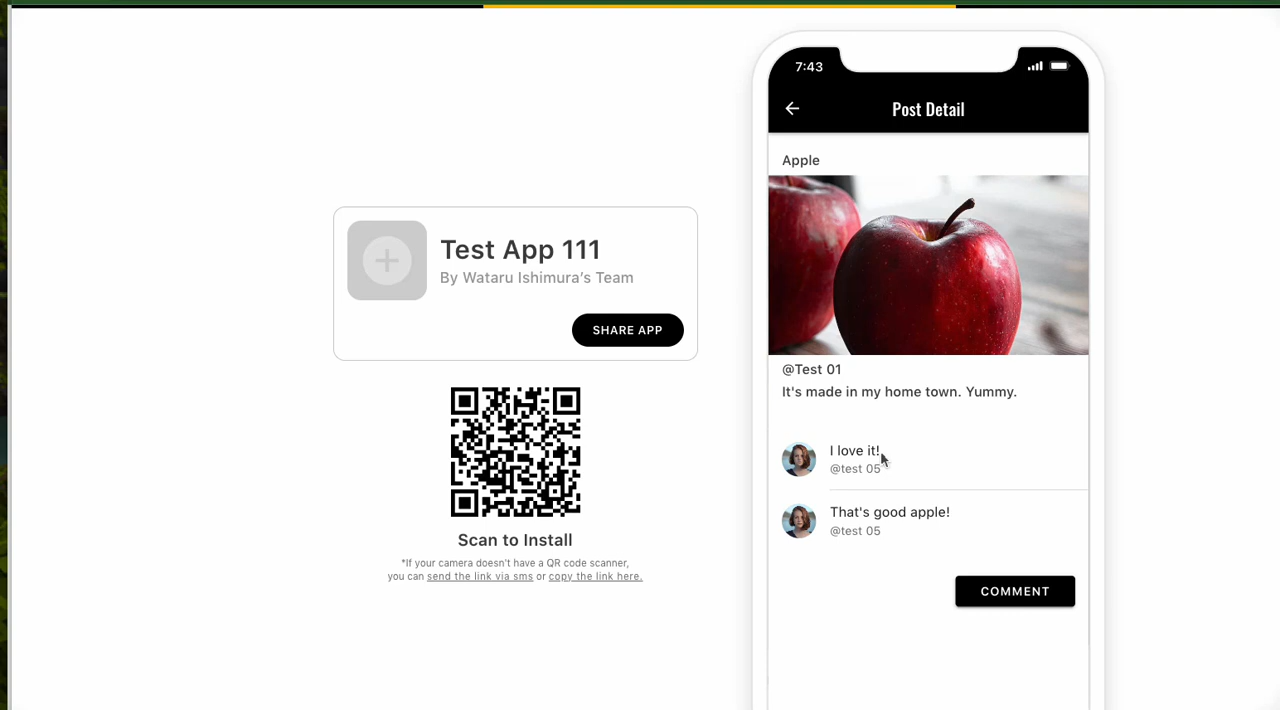 Test App 111
By Wataru Ishimura's Team
SHARE APP
Scan to Install
*If your camera doesn't have a QR code scanner,
you can send the link via sms or copy the link here.
7:43
Post Detail
Apple
@Test 01
It's made in my home town. Yummy.
I love it!
@test 05
That's good apple!
@test 05
COMMENT